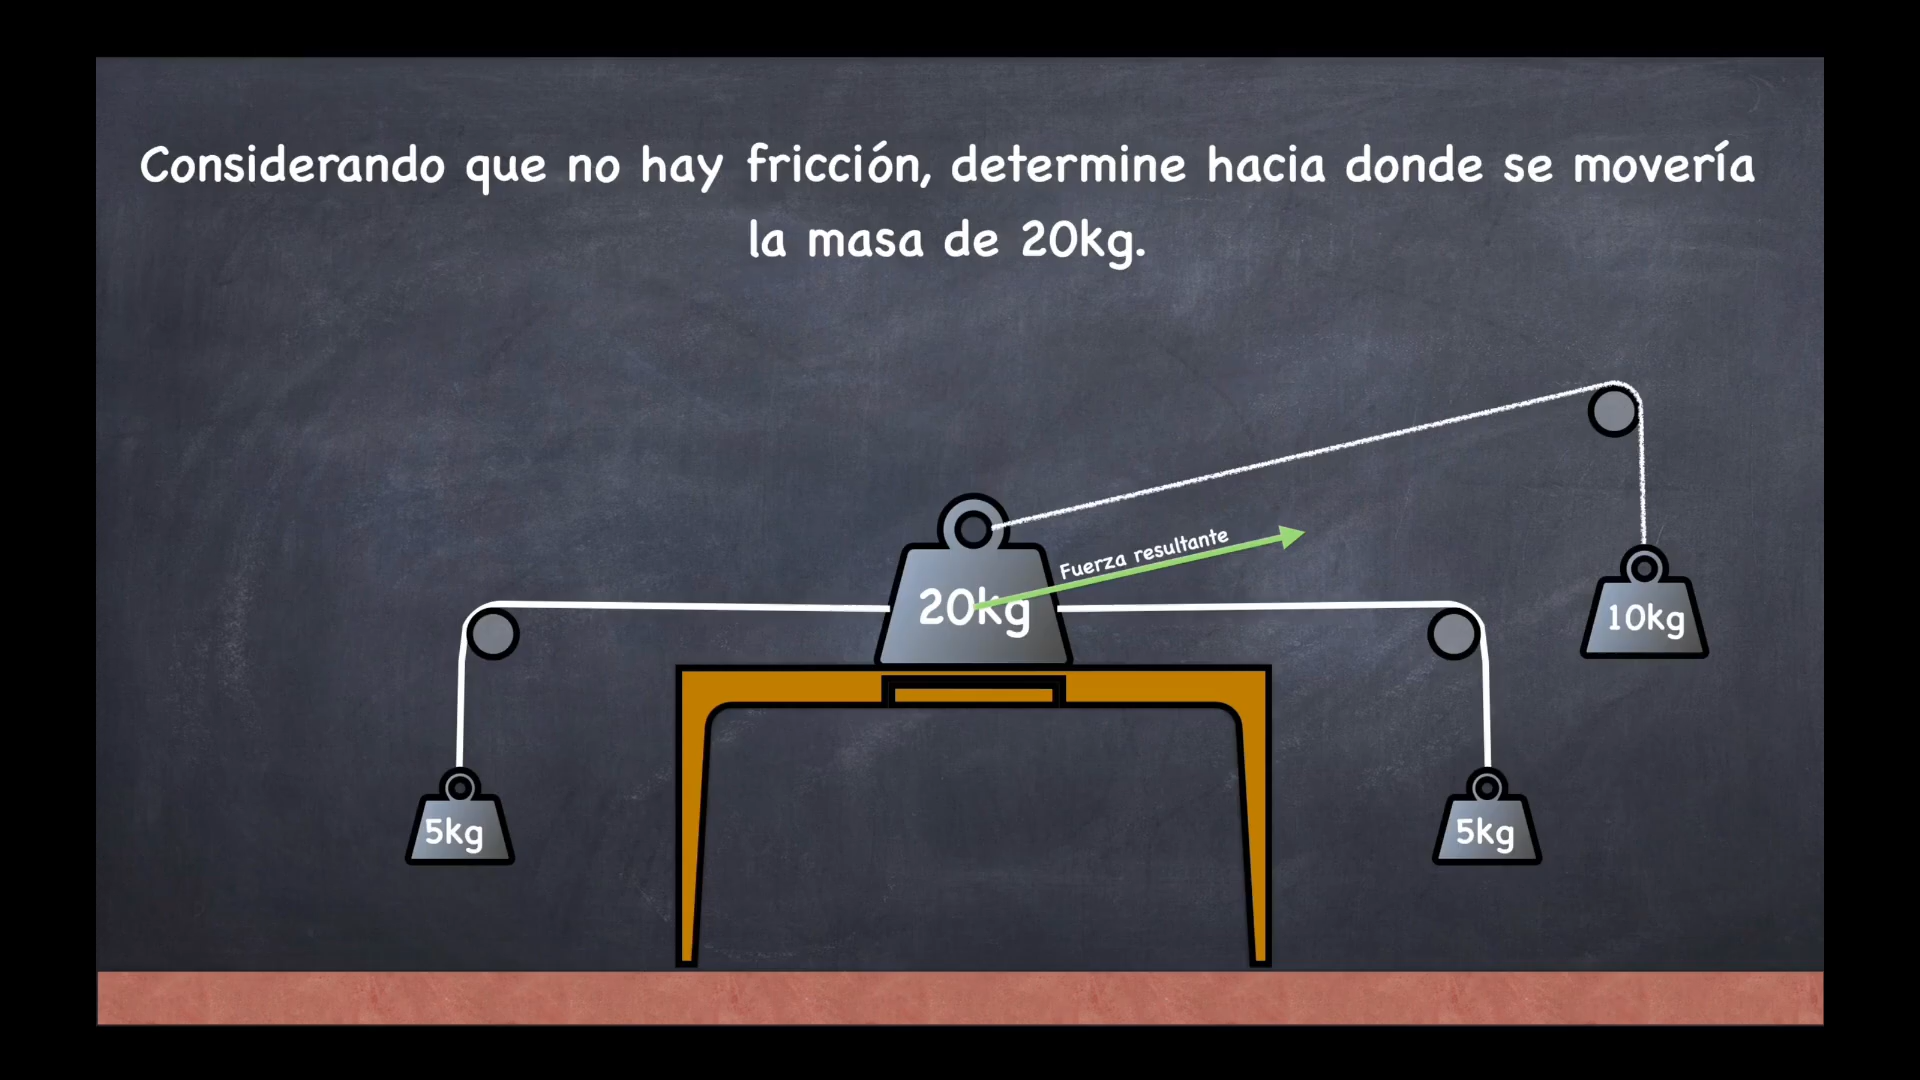 Considerando que no hay fricción, determine hacia donde se movería
la masa de 20kg.
Fuerza resultante
20kg
10kg
5kg
5kg